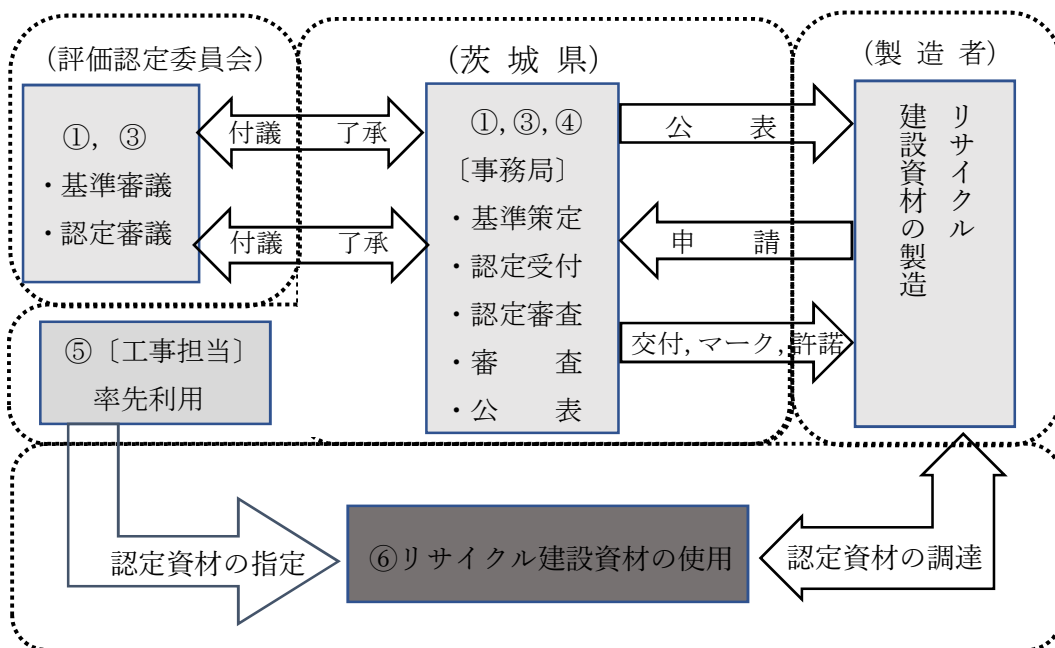 (評価認定委員会)
①, ③
・基準審議
・認定審議
付議 了承
付議 了承
(茨 城 県)
①, ③, ④
〔事務局〕
・基準策定
・認定受付
・認定審査
・審 査
・公 表
公 表
申 請
交付, マーク, 許諾
(製 造 者)
リサイクル
建設資材の製造
⑤〔工事担当〕
率先利用
認定資材の指定
⑥リサイクル建設資材の使用
認定資材の調達